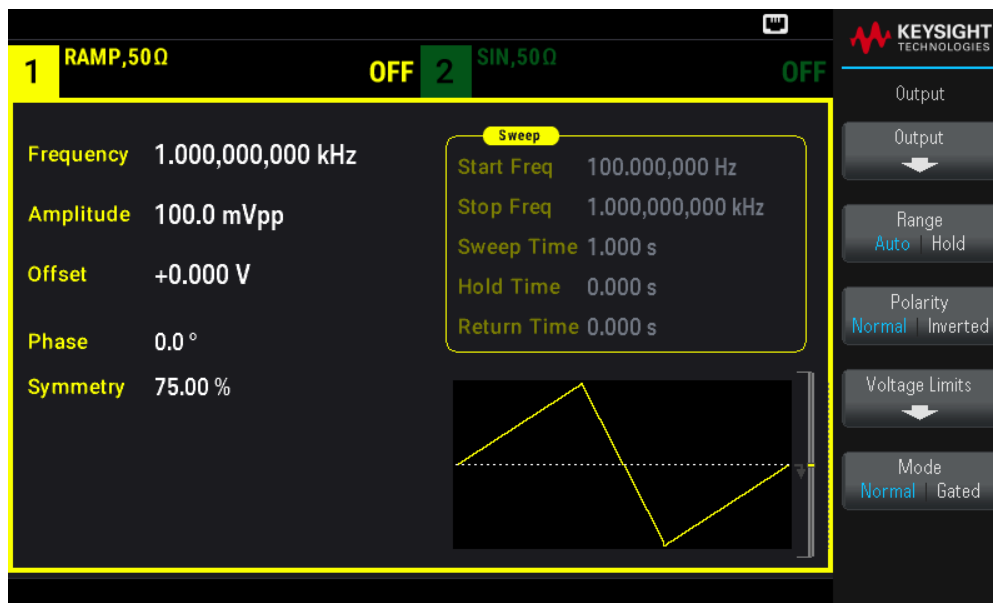 1 RAMP,50Ω OFF 2 SIN,50Ω OFF
Frequency 1.000,000,000 kHz
Amplitude 100.0 mVpp
Offset +0.000 V
Phase 0.0 °
Symmetry 75.00 %
Sweep
Start Freq 100.000,000 Hz
Stop Freq 1.000,000,000 kHz
Sweep Time 1.000 s
Hold Time 0.000 s
Return Time 0.000 s
KEYSIGHT
TECHNOLOGIES
Output
Output
Range
Auto | Hold
Polarity
Normal | Inverted
Voltage Limits
Mode
Normal | Gated